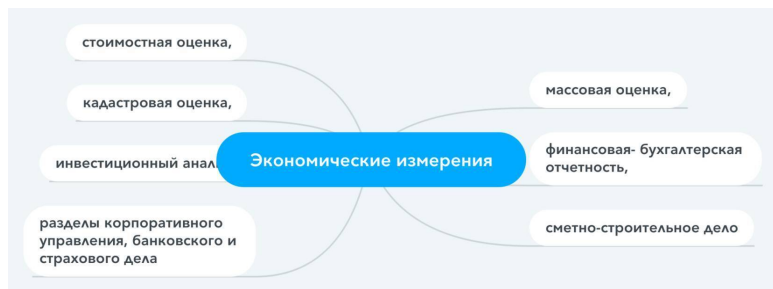 стоимостная оценка,
кадастровая оценка,
инвестиционный анал
разделы корпоративного
управления, банковского и
страхового дела
Экономические измерения
массовая оценка,
финансовая- бухгалтерская
отчетность,
сметно-строительное дело